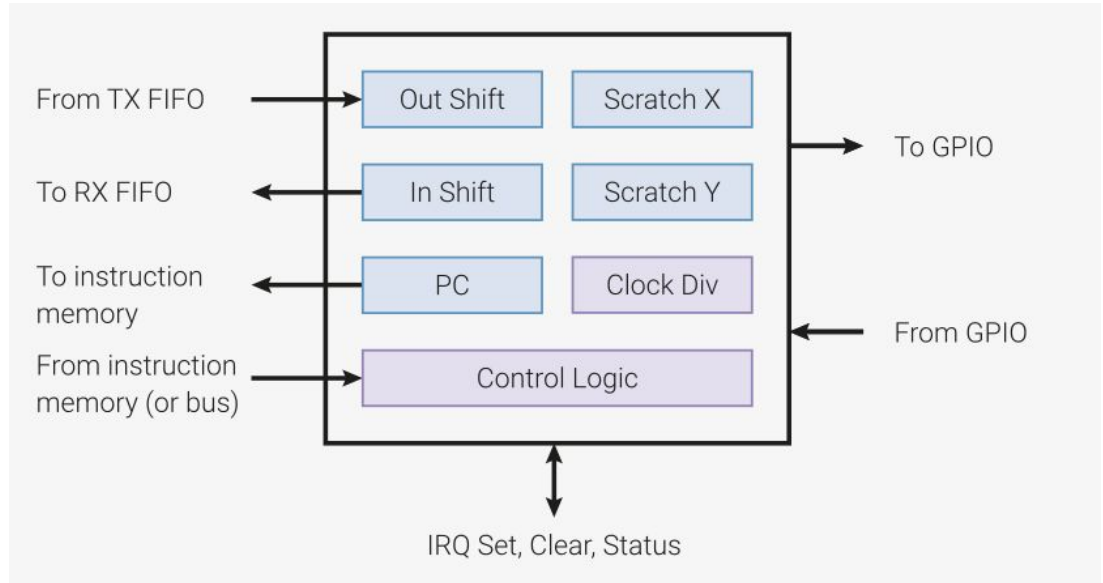 From TX FIFO
Out Shift
Scratch X
To GPIO
To RX FIFO
In Shift
Scratch Y
To instruction
memory
PC
Clock Div
From GPIO
From instruction
memory (or bus)
Control Logic
IRQ Set, Clear, Status